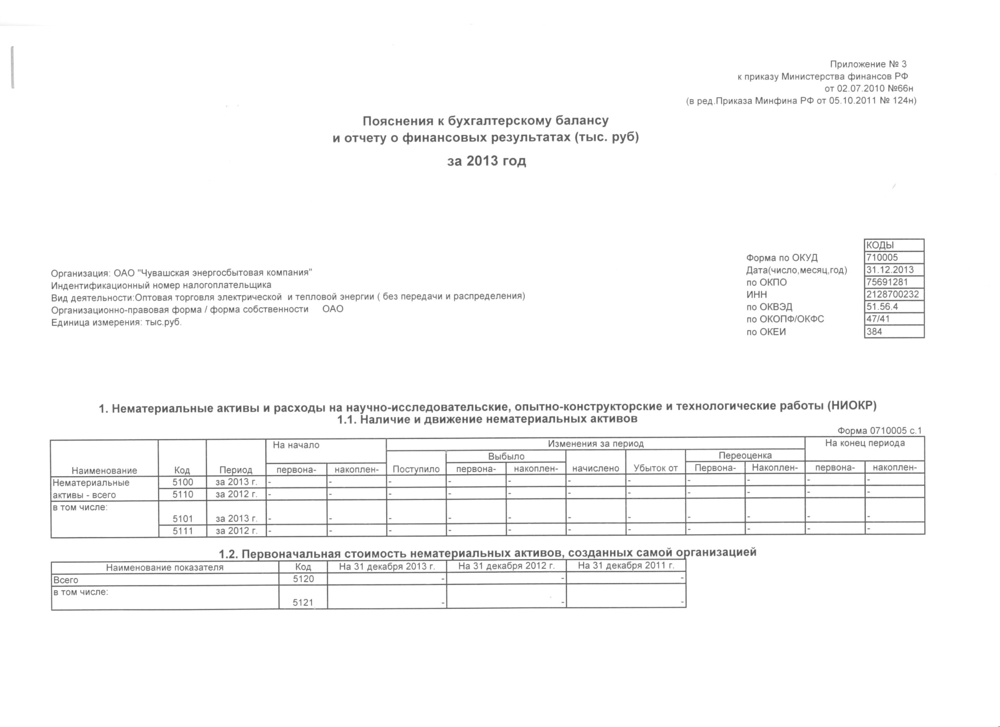 Приложение № 3
к приказу Министерства финансов РФ
от 02.07.2010 №66н
(в ред.Приказа Минфина РФ от 05.10.2011 № 124н)
Пояснения к бухгалтерскому балансу
и отчету о финансовых результатах (тыс. руб)
за 2013 год
КОДЫ
Форма по ОКУД 710005
Дата(число,месяц,год) 31.12.2013
по ОКПО 75691281
ИНН 2128700232
по ОКВЭД 51.56.4
по ОКОПФ/ОКФС 47/41
по ОКЕИ 384
Организация: ОАО "Чувашская энергосбытовая компания"
Индентификационный номер налогоплательщика
Вид деятельности:Оптовая торговля электрической и тепловой энергии ( без передачи и распределения)
Организационно-правовая форма / форма собственности ОАО
Единица измерения: тыс.руб.
1. Нематериальные активы и расходы на научно-исследовательские, опытно-конструкторские и технологические работы (НИОКР)
1.1. Наличие и движение нематериальных активов
Форма 0710005 с.1
На начало Изменения за период На конец периода
Выбыло Переоценка
Наименование Код Период первона- накоплен- Поступило первона- накоплен- начислено Убыток от Первона- Накоплен- первона- накоплен-
Нематериальные 5100 за 2013 г. - - - - - - - - - - -
активы - всего 5110 за 2012 г. - - - - - - - - - - -
в том числе:
5101 за 2013 г. - - - - - - - - - - -
5111 за 2012 г. - - - - - - - - - - -
1.2. Первоначальная стоимость нематериальных активов, созданных самой организацией
Наименование показателя Код На 31 декабря 2013 г. На 31 декабря 2012 г. На 31 декабря 2011 г.
Всего 5120 - - -
в том числе:
5121 - - -